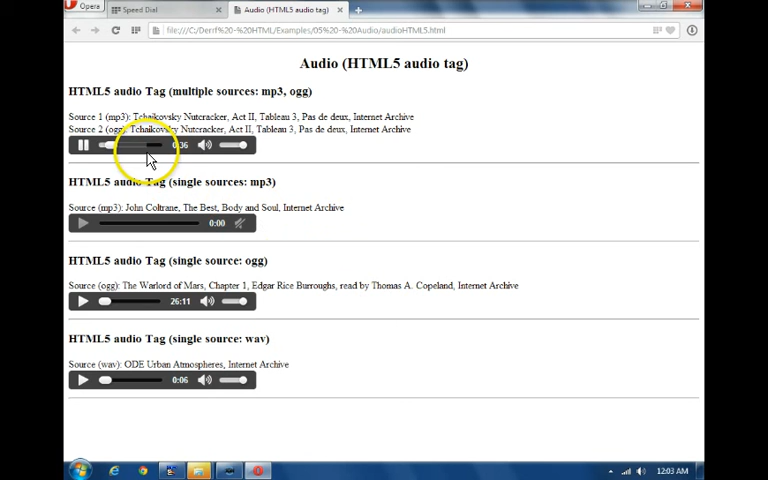 Opera
Speed Dial
Audio (HTML5 audio tag)
file:///C:/Derrf%20-%20HTML/Examples/05%20-%20Audio/audioHTML5.html
Audio (HTML5 audio tag)
HTML5 audio Tag (multiple sources: mp3, ogg)
Source 1 (mp3): Tchaikovsky Nutcracker, Act II, Tableau 3, Pas de deux, Internet Archive
Source 2 (ogg): Tchaikovsky Nutcracker, Act II, Tableau 3, Pas de deux, Internet Archive
0:36
HTML5 audio Tag (single sources: mp3)
Source (mp3): John Coltrane, The Best, Body and Soul, Internet Archive
0:00
HTML5 audio Tag (single source: ogg)
Source (ogg): The Warlord of Mars, Chapter 1, Edgar Rice Burroughs, read by Thomas A. Copeland, Internet Archive
26:11
HTML5 audio Tag (single source: wav)
Source (wav): ODE Urban Atmospheres, Internet Archive
0:06
12:03 AM